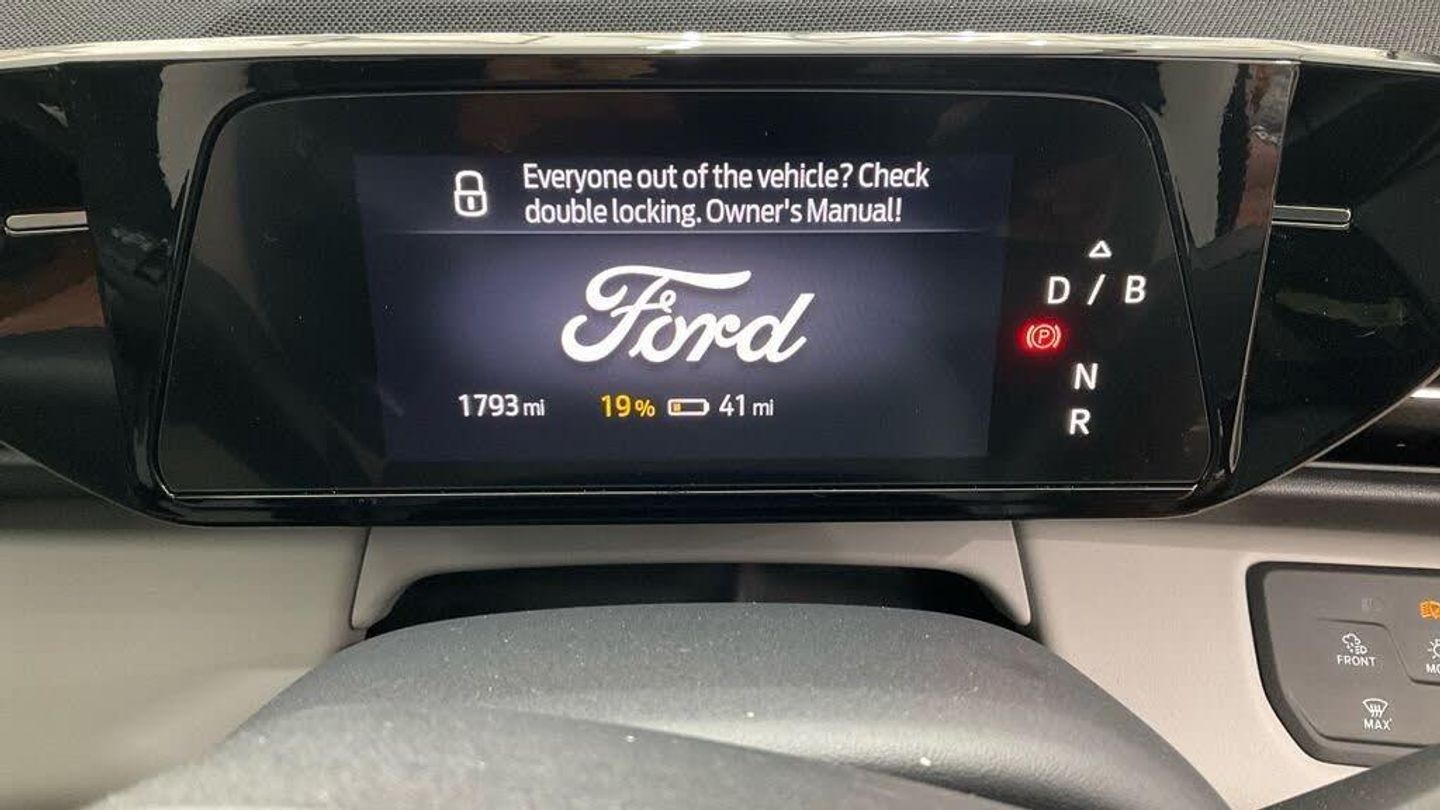 Everyone out of the vehicle? Check
double locking. Owner's Manual!
Ford
D / B
P
1793 mi 19% 41 mi
N
R
FRONT
MAX